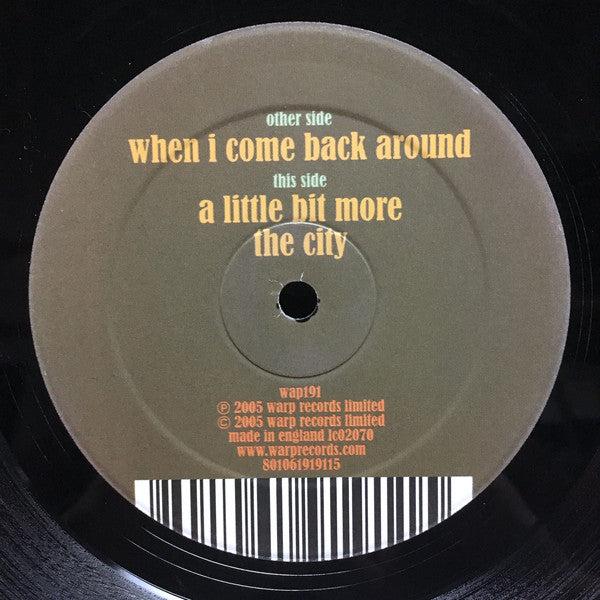 other side
when i come back around
this side
a little bit more
the city
wap191
℗ 2005 warp records limited
© 2005 warp records limited
made in england lc02070
www.warprecords.com
801061919115